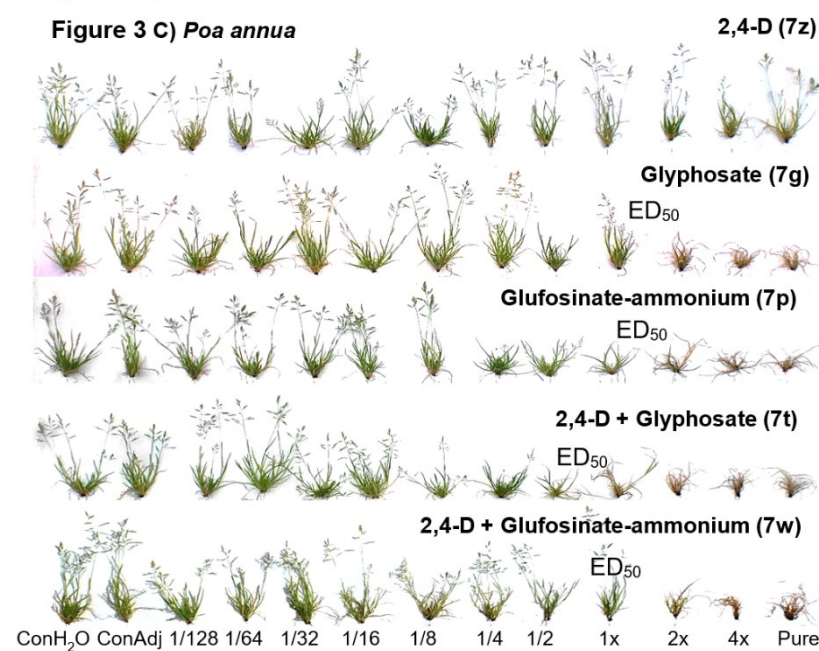 Figure 3 C) Poa annua
2,4-D (7z)
Glyphosate (7g)
ED₅₀
Glufosinate-ammonium (7p)
ED₅₀
2,4-D + Glyphosate (7t)
ED₅₀
2,4-D + Glufosinate-ammonium (7w)
ED₅₀
ConH₂O ConAdj 1/128 1/64 1/32 1/16 1/8 1/4 1/2 1x 2x 4x Pure